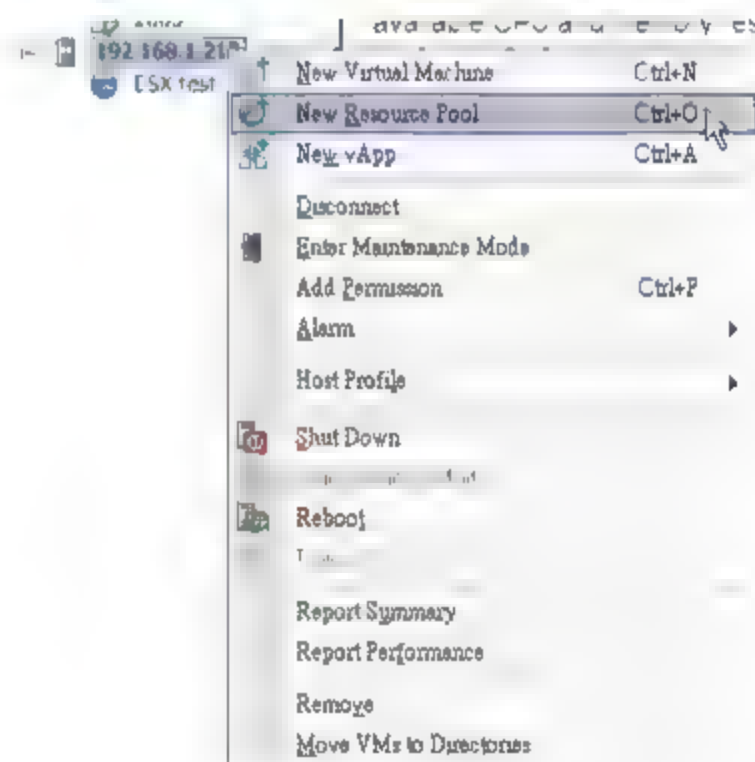 192.168.1.21
New Virtual Machine Ctrl+N
ESX test
New Resource Pool Ctrl+O
New vApp Ctrl+A
Disconnect
Enter Maintenance Mode
Add Permission Ctrl+P
Alarm
Host Profile
Shut Down
Reboot
Report Summary
Report Performance
Remove
Move VMs to Directories